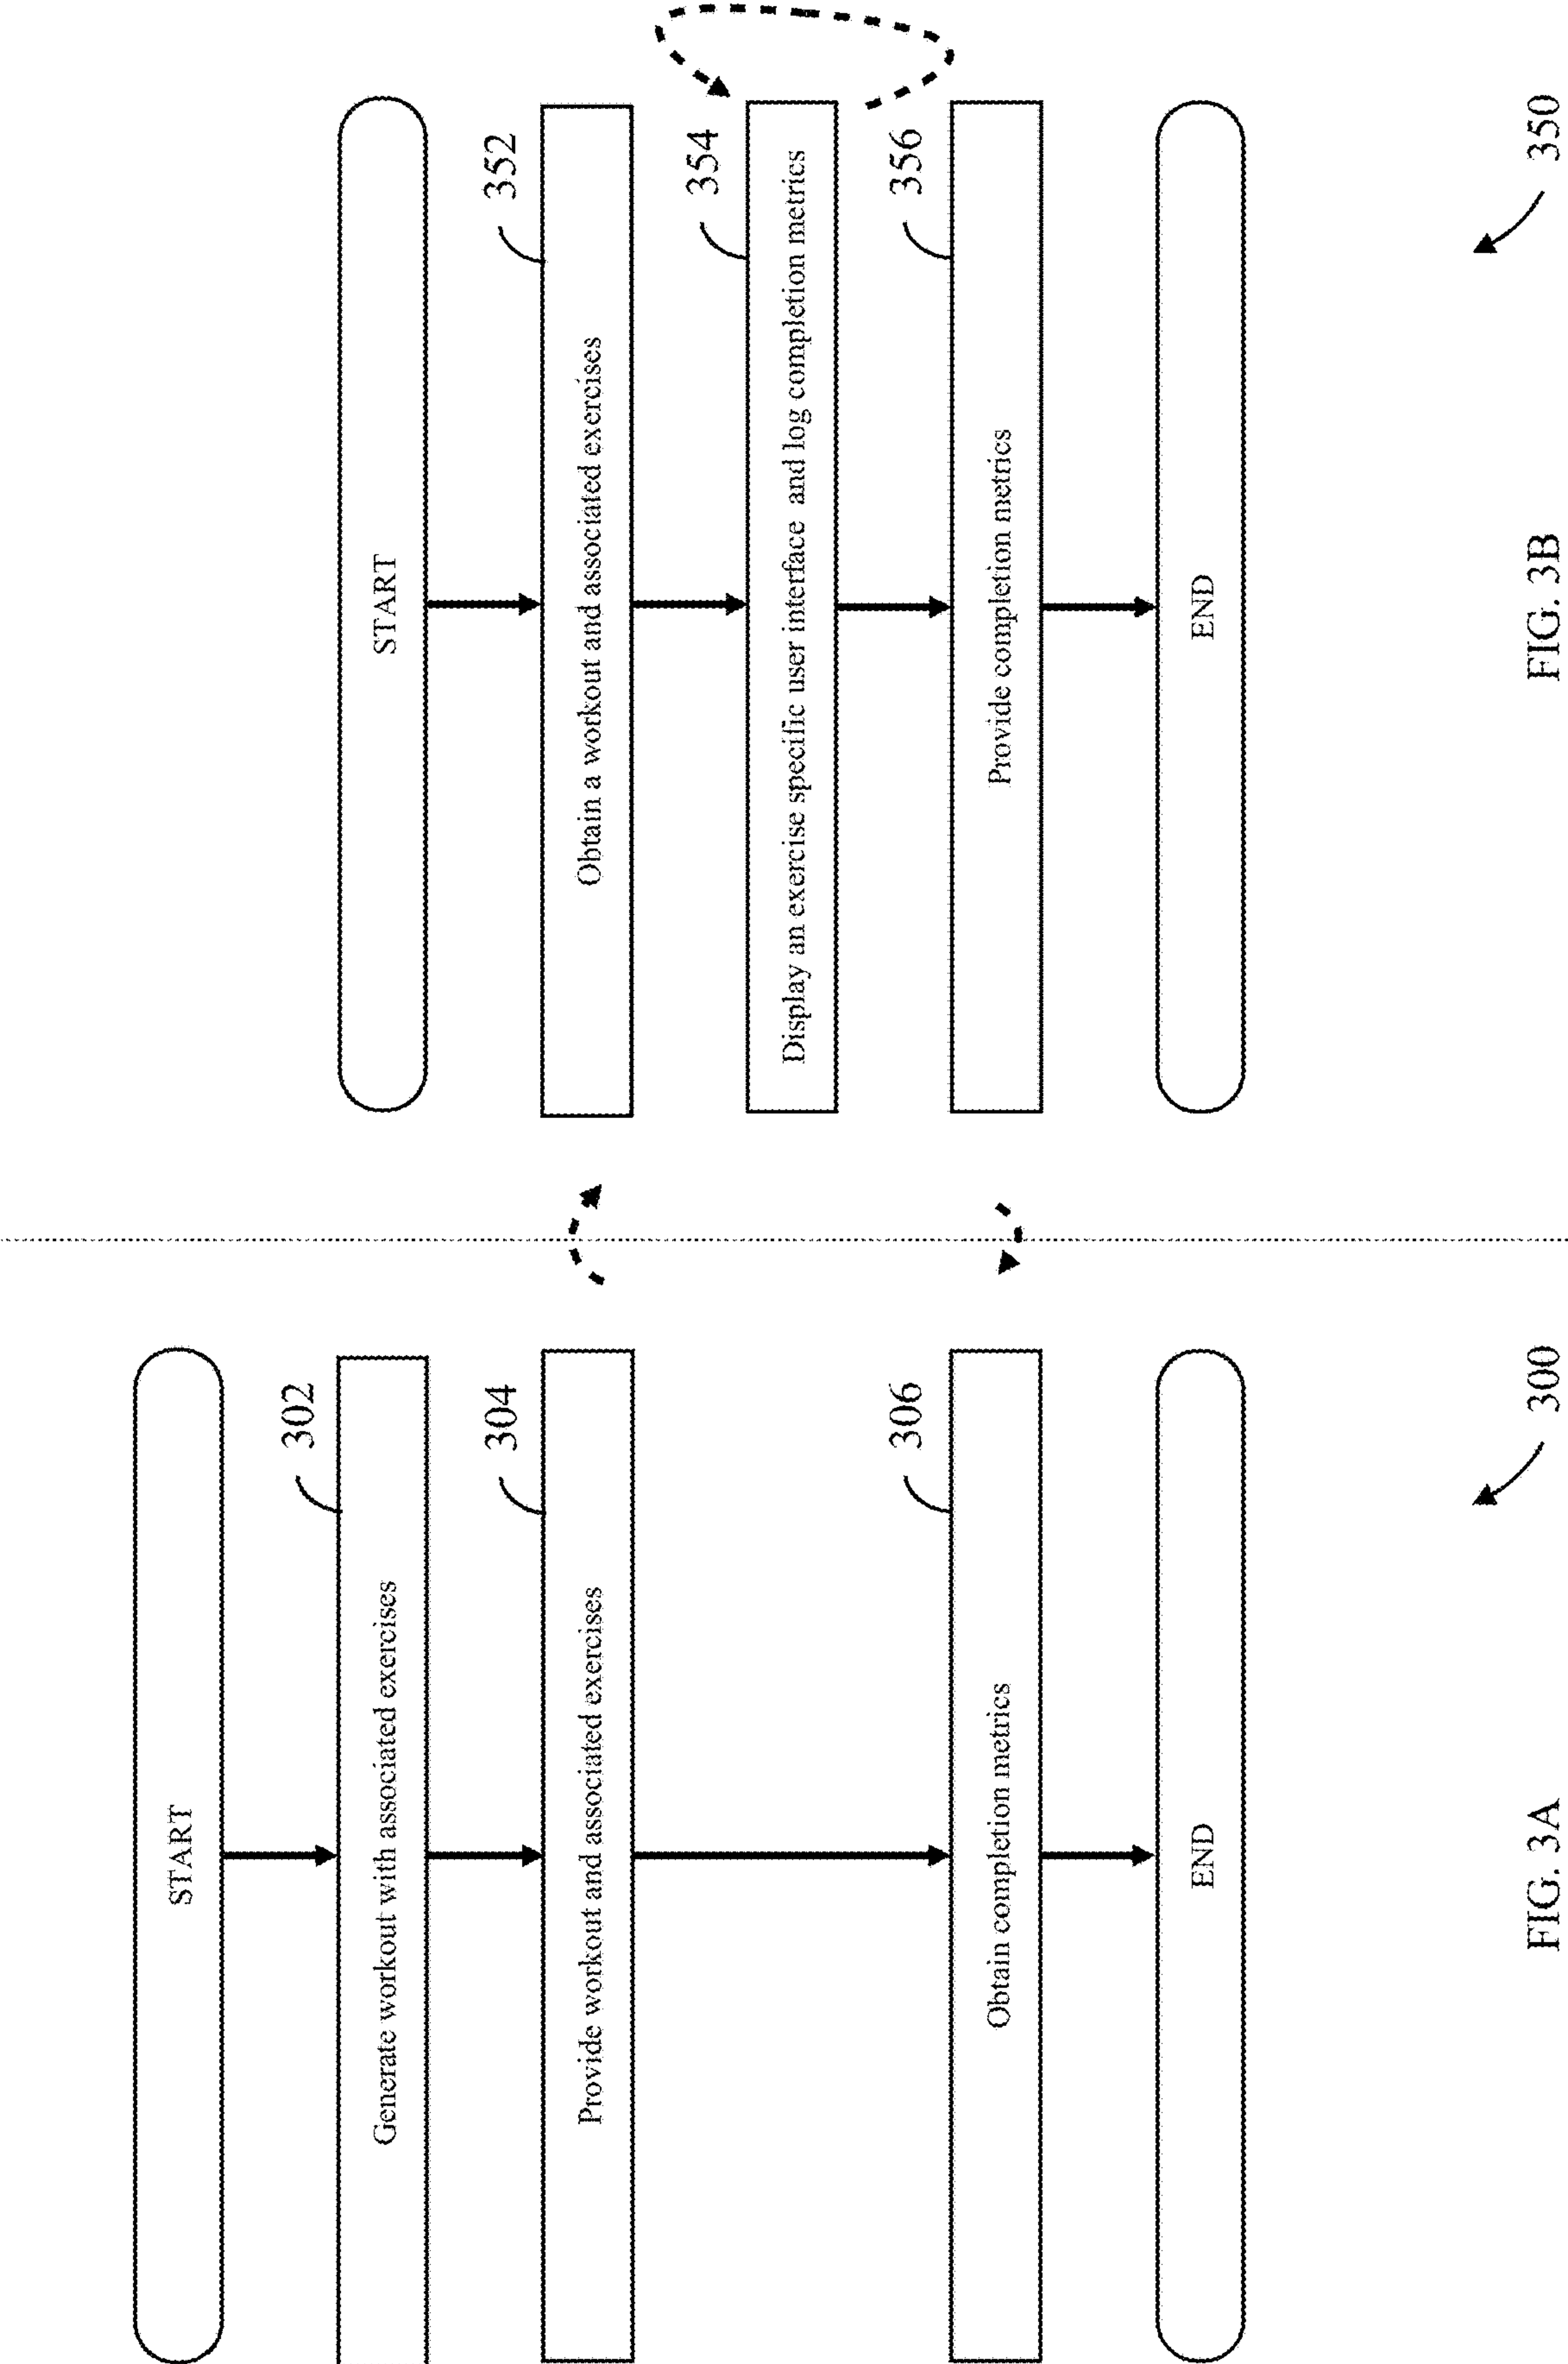 START
302
Generate workout with associated exercises
304
Provide workout and associated exercises
306
Obtain completion metrics
END
300
FIG. 3A
START
352
Obtain a workout and associated exercises
354
Display an exercise specific user interface and log completion metrics
356
Provide completion metrics
END
350
FIG. 3B